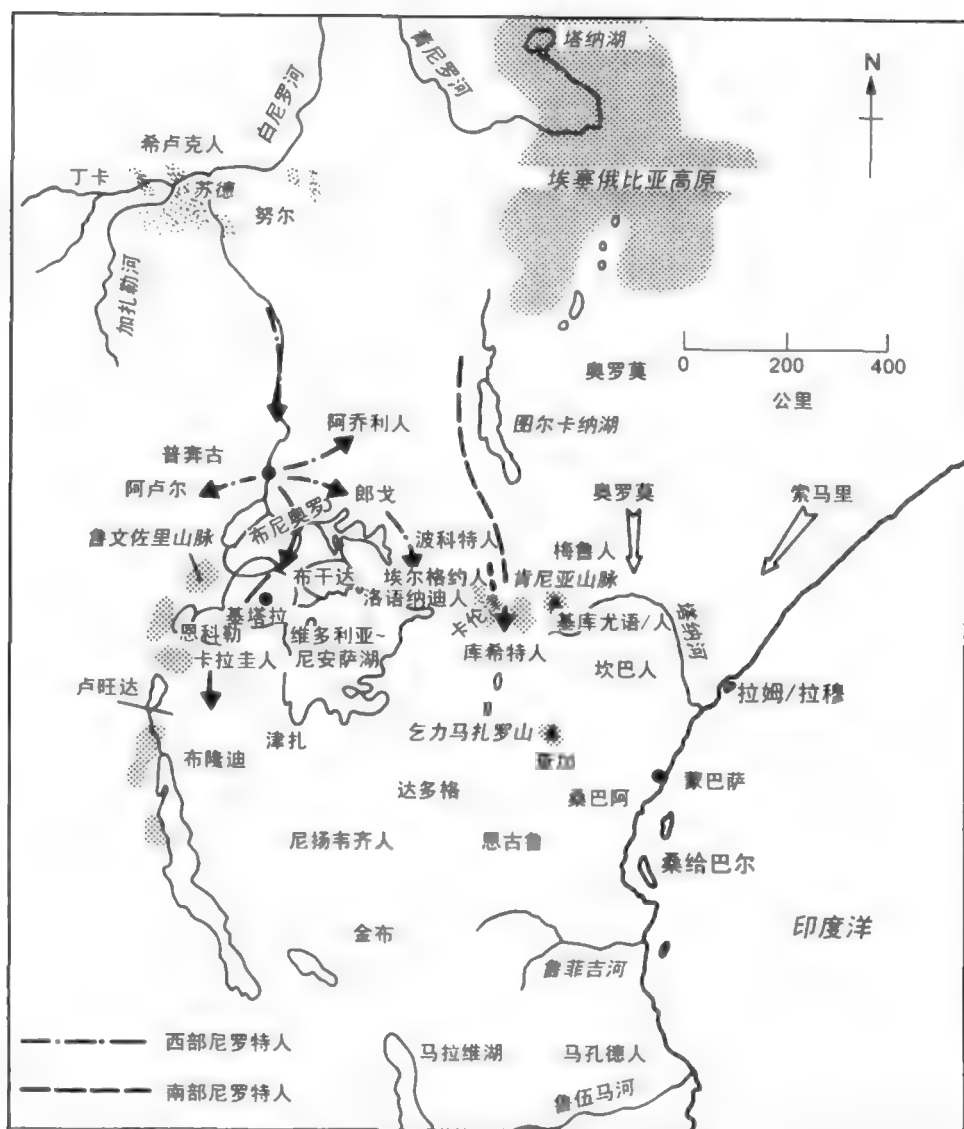 塔纳湖
青尼罗河
N
白尼罗河
希卢克人
丁卡
苏德
努尔
埃塞俄比亚高原
加扎勒河
0 200 400
公里
奥罗莫
图尔卡纳湖
阿乔利人
普奔古
阿卢尔
郎戈
奥罗莫
索马里
布尼奥罗
鲁文佐里山脉
波科特人
梅鲁人
布干达
埃尔格约人
肯尼亚山脉
洛语纳迪人
基塔拉
基库尤语/人
塔纳河
恩科勒
维多利亚~
尼安萨湖
卡拉圭人
库希特人
坎巴人
卢旺达
拉姆/拉穆
津扎
乞力马扎罗山
布隆迪
达多格
桑巴阿
蒙巴萨
尼扬韦齐人
恩古鲁
桑给巴尔
印度洋
金布
鲁菲吉河
西部尼罗特人
马拉维湖
马孔德人
南部尼罗特人
鲁伍马河